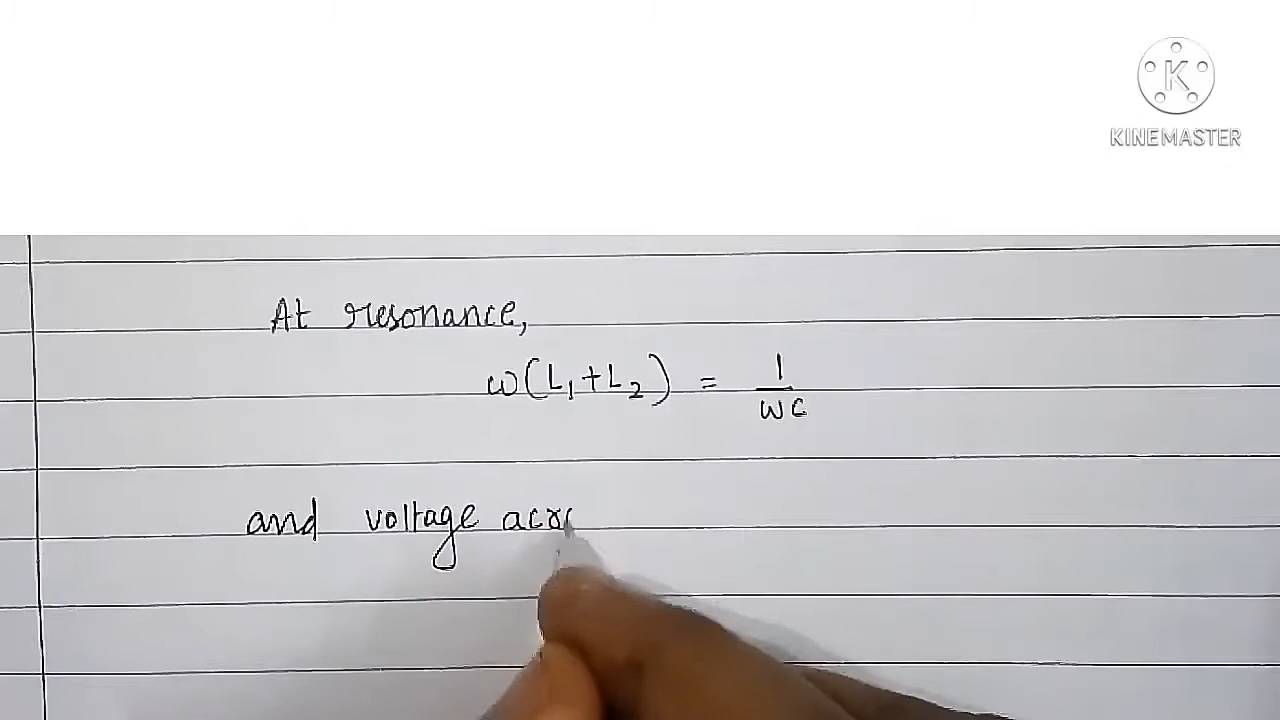 KINEMASTER
At resonance,
ω(L₁+L₂) = 1/ωC
and voltage